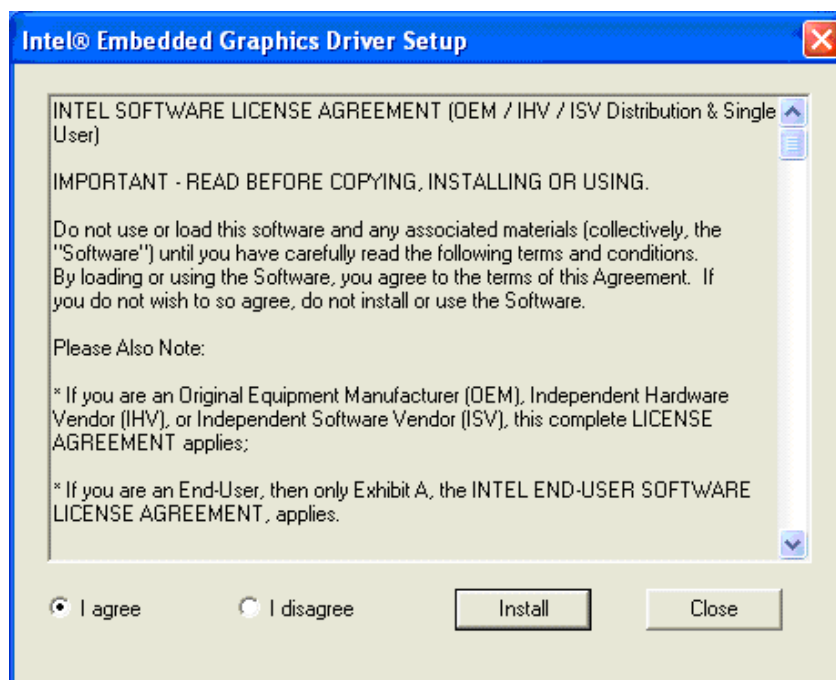 Intel® Embedded Graphics Driver Setup
INTEL SOFTWARE LICENSE AGREEMENT (OEM / IHV / ISV Distribution & Single
User)
IMPORTANT - READ BEFORE COPYING, INSTALLING OR USING.
Do not use or load this software and any associated materials (collectively, the
"Software") until you have carefully read the following terms and conditions.
By loading or using the Software, you agree to the terms of this Agreement.  If
you do not wish to so agree, do not install or use the Software.
Please Also Note:
* If you are an Original Equipment Manufacturer (OEM), Independent Hardware
Vendor (IHV), or Independent Software Vendor (ISV), this complete LICENSE
AGREEMENT applies;
* If you are an End-User, then only Exhibit A, the INTEL END-USER SOFTWARE
LICENSE AGREEMENT, applies.
I agree
I disagree
Install
Close